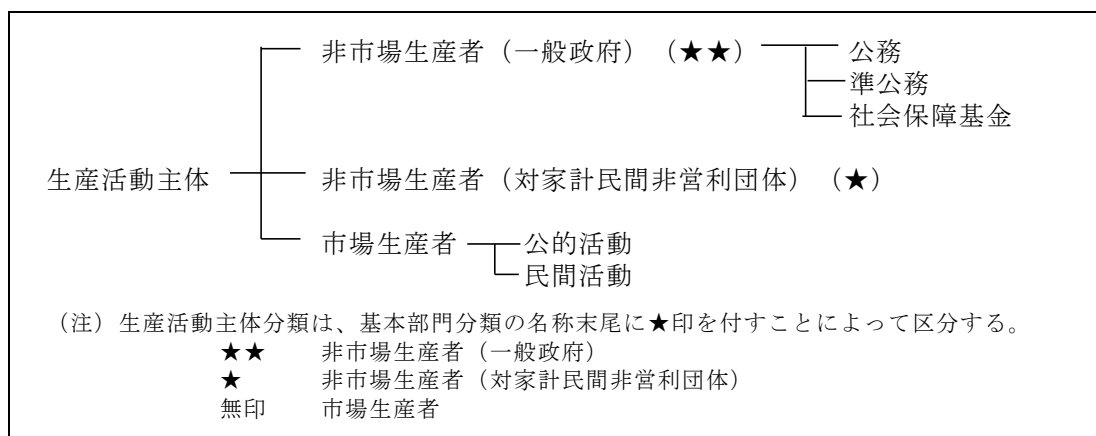 非市場生産者（一般政府）（★★） 公務
準公務
社会保障基金
生産活動主体 非市場生産者（対家計民間非営利団体）（★）
市場生産者 公的活動
民間活動
（注）生産活動主体分類は、基本部門分類の名称末尾に★印を付すことによって区分する。
★★ 非市場生産者（一般政府）
★ 非市場生産者（対家計民間非営利団体）
無印 市場生産者